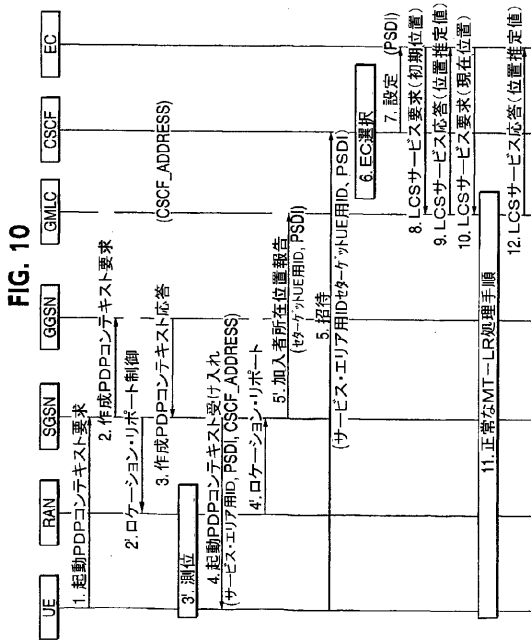 FIG. 10
UE
RAN
SGSN
GGSN
GMLC
CSCF
EC
1. 起動PDPコンテキスト要求
2. 作成PDPコンテキスト要求
2'. ロケーション・リポート制御
3. 作成PDPコンテキスト応答
(CSCF_ADDRESS)
3'. 測位
4. 起動PDPコンテキスト受け入れ
(サービス・エリア用ID, PSDI, CSCF_ADDRESS)
4'. ロケーション・リポート
5'. 加入者所在位置報告
(セターゲットUE用ID, PSDI)
5. 招待
(サービス・エリア用IDセターゲットUE用ID、PSDI)
6. EC選択
7. 設定 (PSDI)
8. LCSサービス要求(初期位置)
9. LCSサービス応答(位置推定値)
10. LCSサービス要求(現在位置)
11. 正常なMT-LR処理手順
12. LCSサービス応答(位置推定値)